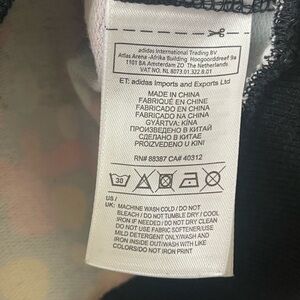 adidas International Trading BV
Atlas Arena -Afrika Building Hoogoorddreef 9a
1101 BA Amsterdam ZO The Netherlands
VAT NO. NL 8073.01.322.B.01
ET: adidas Imports and Exports Ltd
MADE IN CHINA
FABRIQUÉ EN CHINE
FABRICADO EN CHINA
FABRICADO NA CHINA
GYÁRTVA: KÍNA
ПРОИЗВЕДЕНО В КИТАЙ
СДЕЛАНО В КИТАЕ
PROIZVEDENO U KINI
RN# 88387 CA# 40312
30
US /
UK: MACHINE WASH COLD / DO NOT
BLEACH / DO NOT TUMBLE DRY / COOL
IRON IF NEEDED / DO NOT DRY CLEAN
DO NOT USE FABRIC SOFTENER/USE
MILD DETERGENT ONLY/WASH AND
IRON INSIDE OUT/WASH WITH LIKE
COLORS/DO NOT IRON PRINT